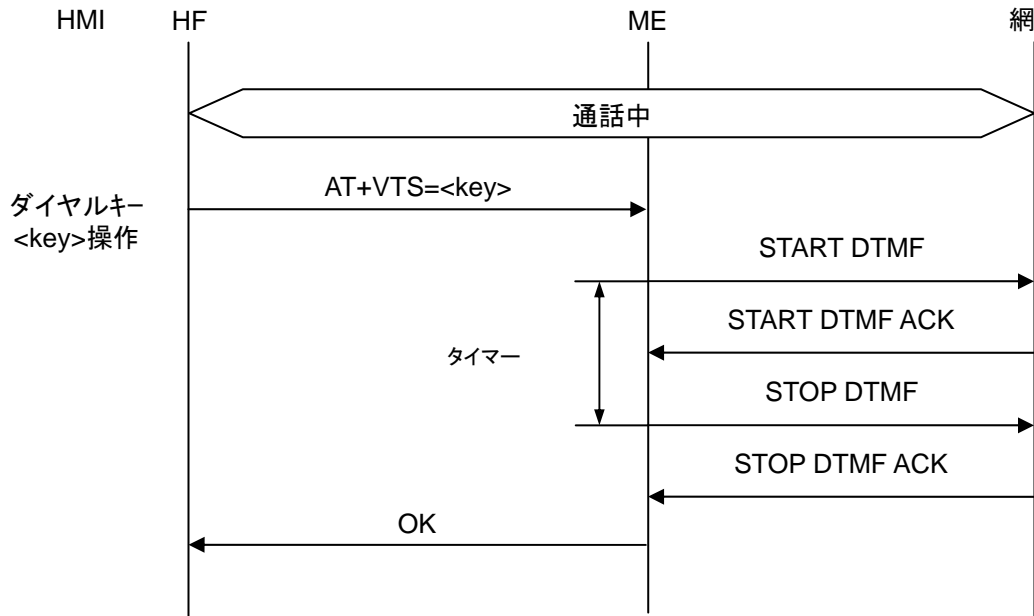 HMI HF ME 網
通話中
AT+VTS=<key>
ダイヤルキー
<key>操作
START DTMF
START DTMF ACK
タイマー
STOP DTMF
STOP DTMF ACK
OK